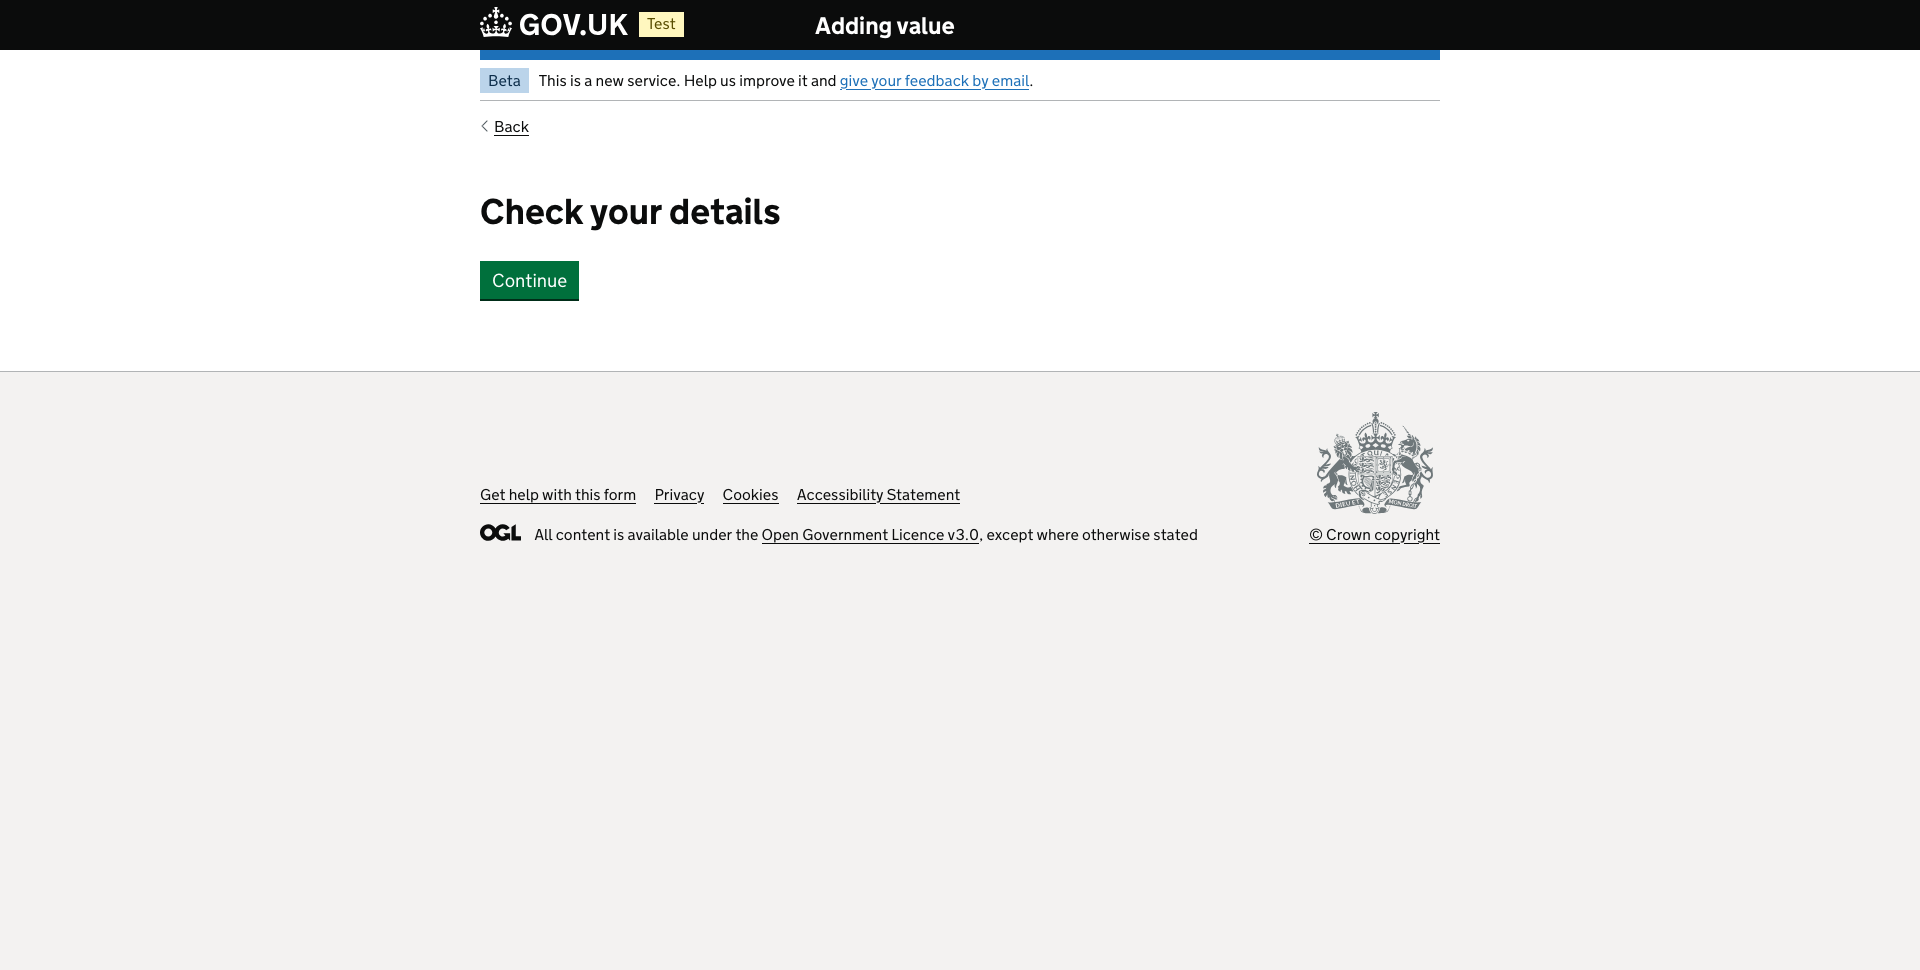 GOV.UK Test Adding value
Beta This is a new service. Help us improve it and give your feedback by email.
Back
Check your details
Continue
Get help with this form Privacy Cookies Accessibility Statement
OGL All content is available under the Open Government Licence v3.0, except where otherwise stated
© Crown copyright